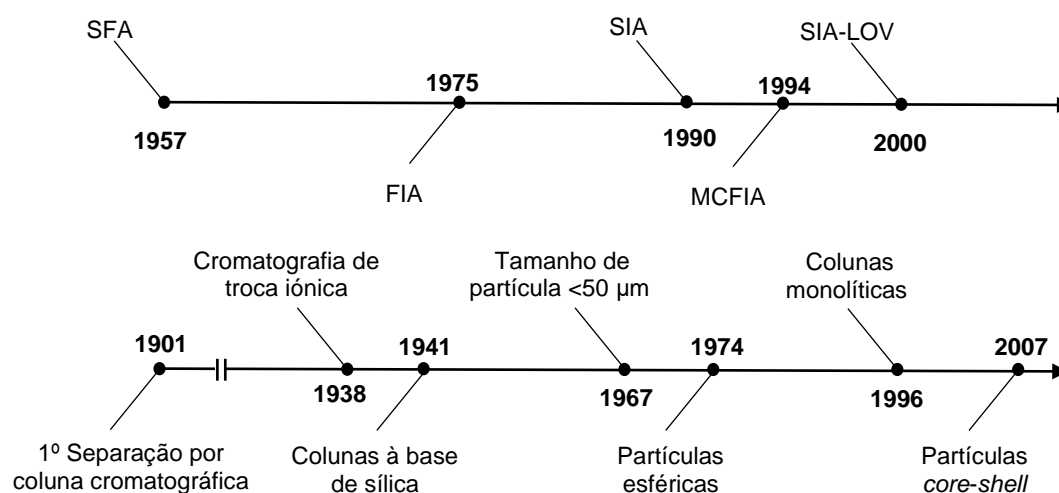 SFA
SIA
SIA-LOV
1975
1994
1957
1990
2000
FIA
MCFIA
Cromatografia de
troca iónica
Tamanho de
partícula <50 µm
Colunas
monolíticas
1901
1941
1974
2007
1938
1967
1996
1º Separação por
coluna cromatográfica
Colunas à base
de sílica
Partículas
esféricas
Partículas
core-shell